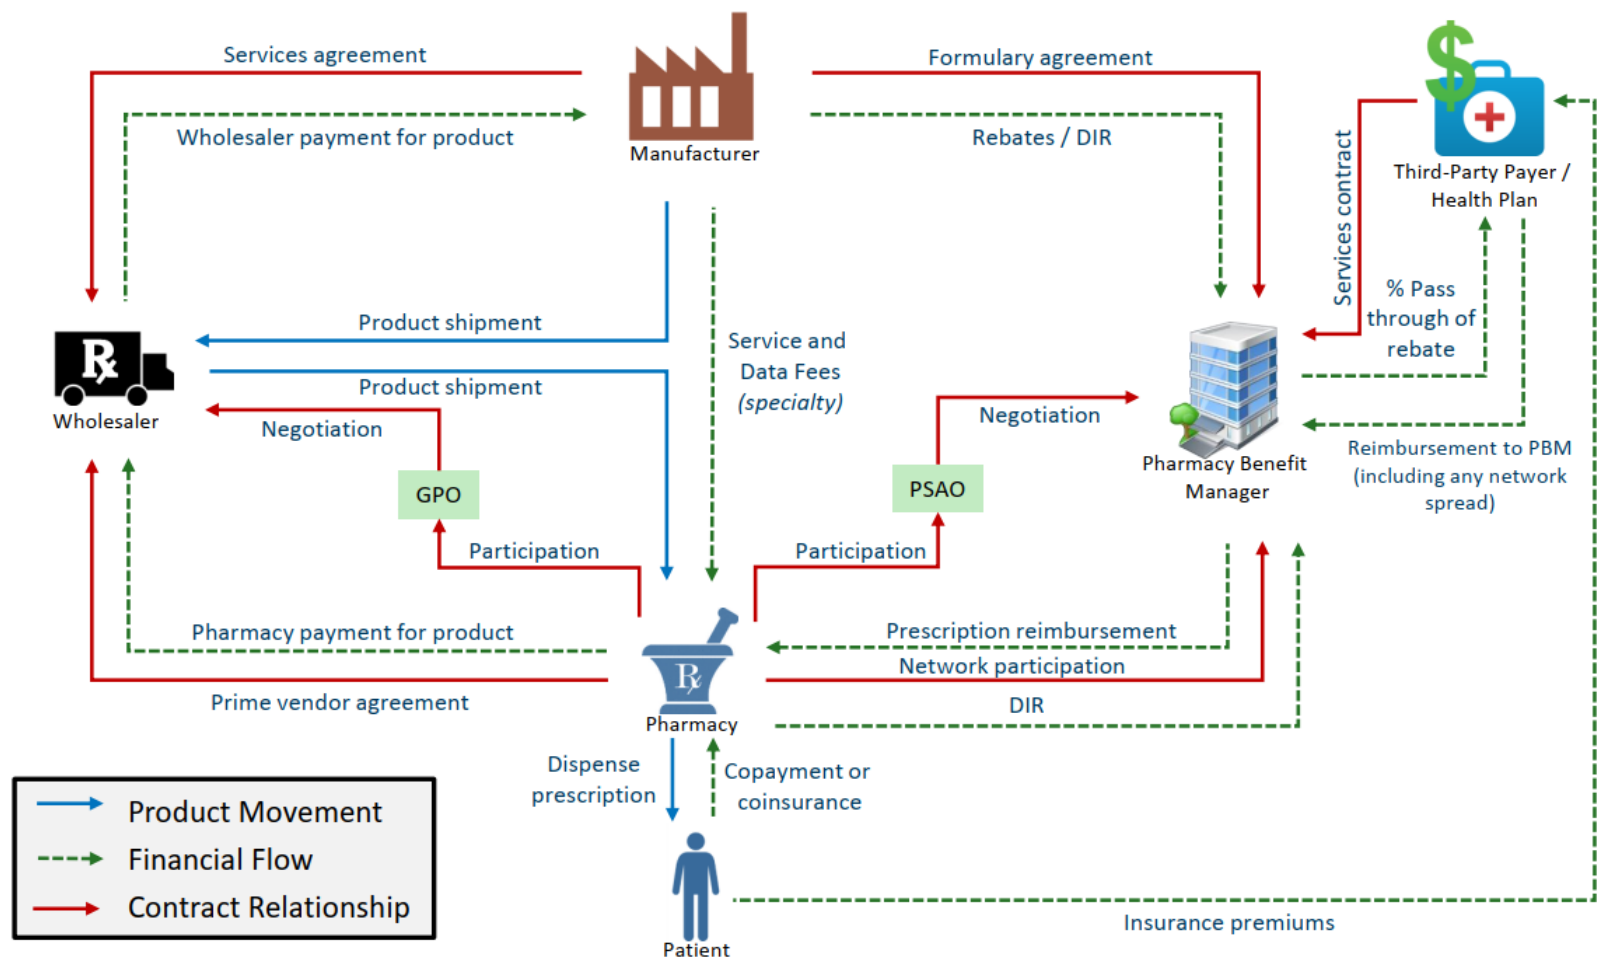 Services agreement
Formulary agreement
Wholesaler payment for product
Rebates / DIR
Manufacturer
$
Third-Party Payer /
Health Plan
Services contract
% Pass
through of
rebate
Product shipment
Service and
Data Fees
(specialty)
Rx
Product shipment
Wholesaler
Negotiation
Negotiation
Reimbursement to PBM
(including any network
spread)
Pharmacy Benefit
Manager
GPO
PSAO
Participation
Participation
Pharmacy payment for product
Prescription reimbursement
Network participation
Rx
Prime vendor agreement
DIR
Pharmacy
Dispense
prescription
Copayment or
coinsurance
Product Movement
Financial Flow
Contract Relationship
Insurance premiums
Patient